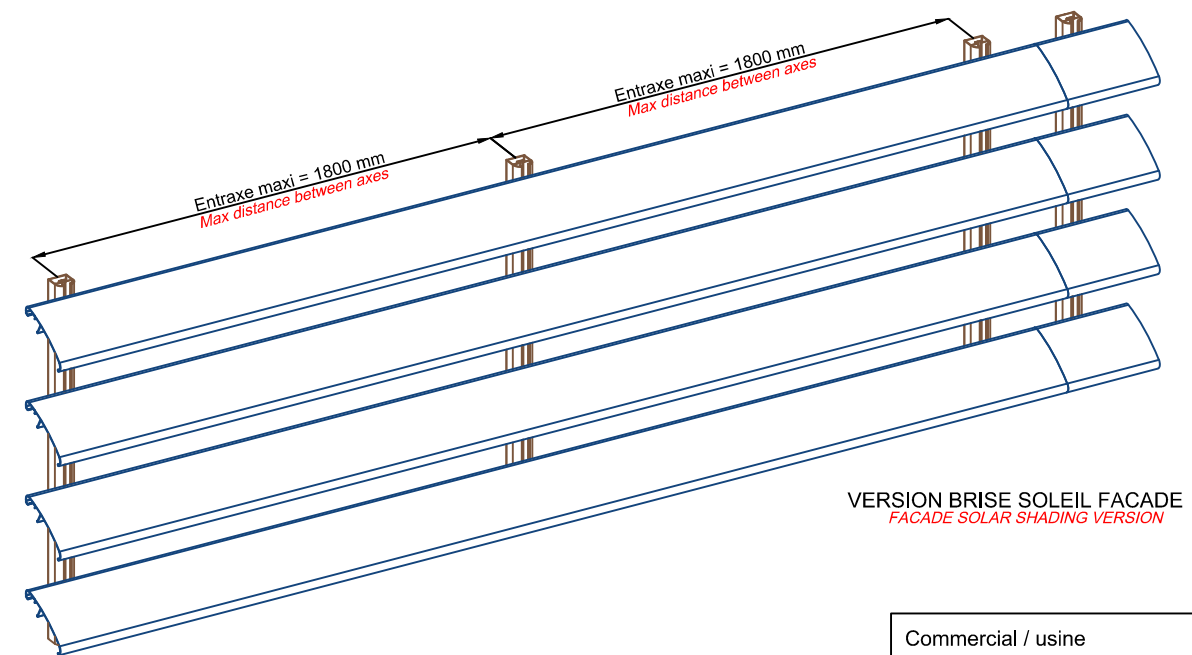 Entraxe maxi = 1800 mm
Max distance between axes
Entraxe maxi = 1800 mm
Max distance between axes
VERSION BRISE SOLEIL FACADE
FACADE SOLAR SHADING VERSION
Commercial / usine